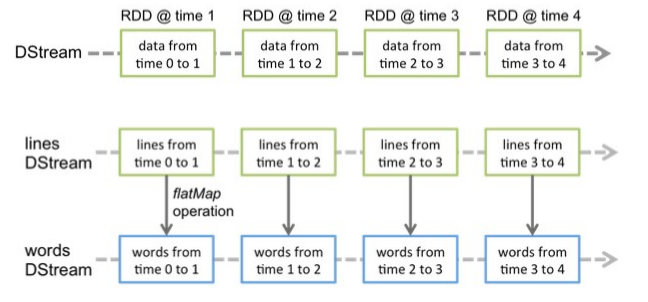 RDD @ time 1 RDD @ time 2 RDD @ time 3 RDD @ time 4
DStream
data from
time 0 to 1
data from
time 1 to 2
data from
time 2 to 3
data from
time 3 to 4
lines
DStream
lines from
time 0 to 1
lines from
time 1 to 2
lines from
time 2 to 3
lines from
time 3 to 4
flatMap
operation
words
DStream
words from
time 0 to 1
words from
time 1 to 2
words from
time 2 to 3
words from
time 3 to 4